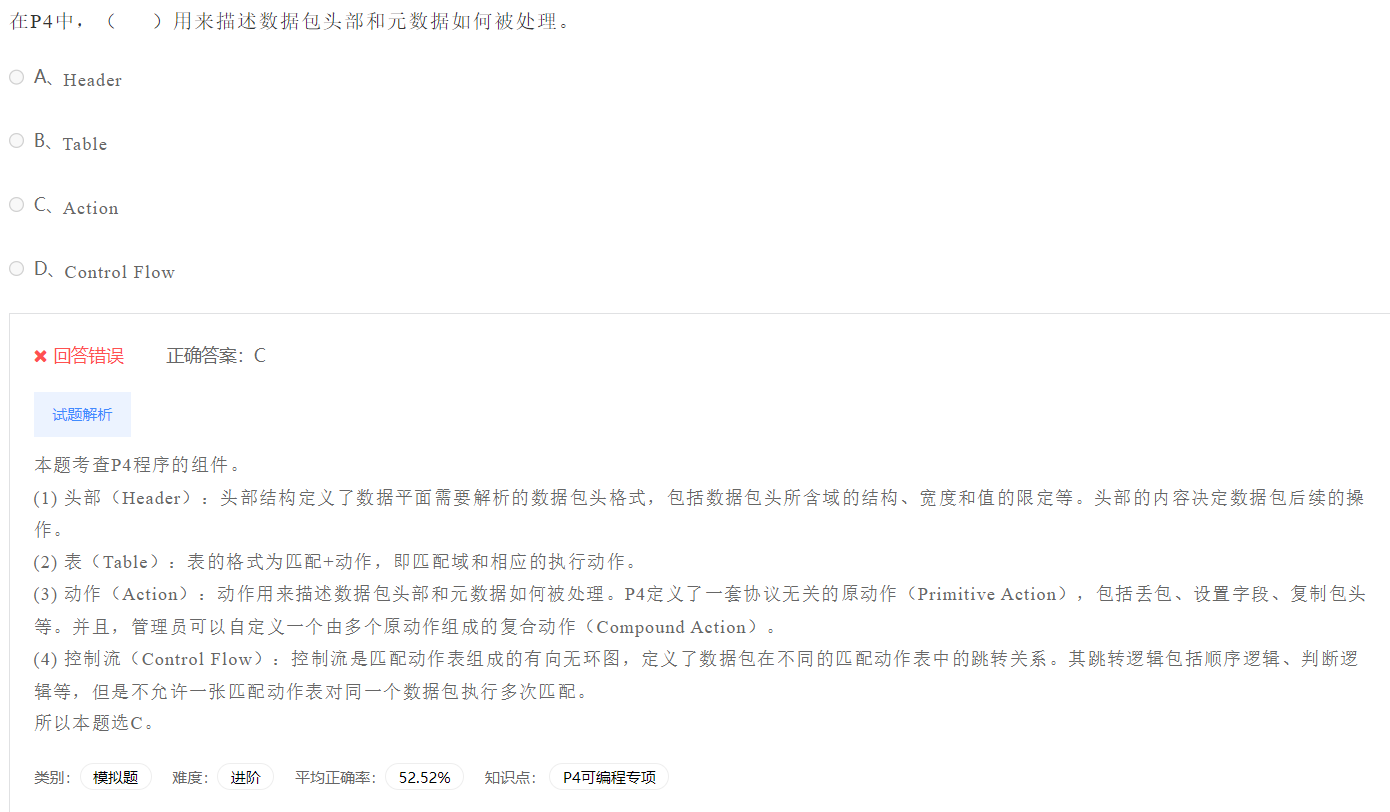 在P4中，（　　）用来描述数据包头部和元数据如何被处理。
A、Header
B、Table
C、Action
D、Control Flow
回答错误 正确答案：C
试题解析
本题考查P4程序的组件。
(1) 头部（Header）：头部结构定义了数据平面需要解析的数据包头格式，包括数据包头所含域的结构、宽度和值的限定等。头部的内容决定数据包后续的操
作。
(2) 表（Table）：表的格式为匹配+动作，即匹配域和相应的执行动作。
(3) 动作（Action）：动作用来描述数据包头部和元数据如何被处理。P4定义了一套协议无关的原动作（Primitive Action），包括丢包、设置字段、复制包头
等。并且，管理员可以自定义一个由多个原动作组成的复合动作（Compound Action）。
(4) 控制流（Control Flow）：控制流是匹配动作表组成的有向无环图，定义了数据包在不同的匹配动作表中的跳转关系。其跳转逻辑包括顺序逻辑、判断逻
辑等，但是不允许一张匹配动作表对同一个数据包执行多次匹配。
所以本题选C。
类别： 模拟题 难度： 进阶 平均正确率： 52.52% 知识点： P4可编程专项